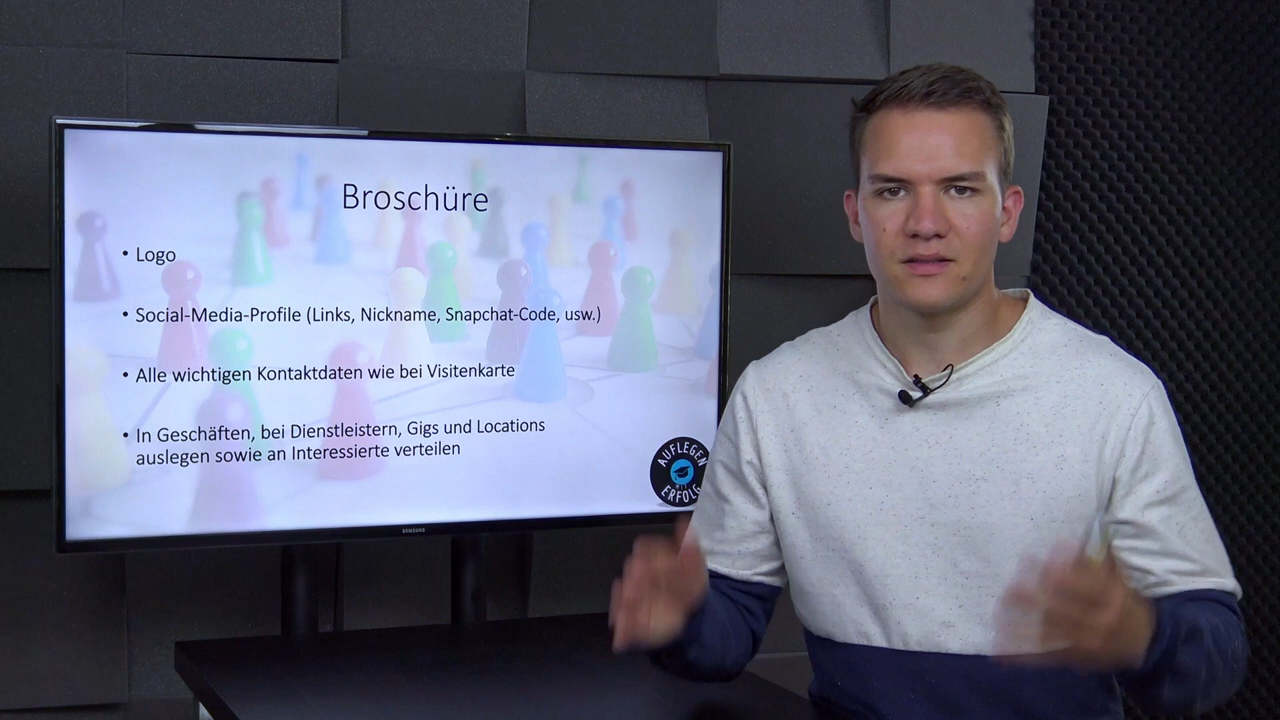 Broschüre
• Logo
• Social-Media-Profile (Links, Nickname, Snapchat-Code, usw.)
• Alle wichtigen Kontaktdaten wie bei Visitenkarte
• In Geschäften, bei Dienstleistern, Gigs und Locations
auslegen sowie an Interessierte verteilen
AUFLEGEN
MIT
ERFOLG
SAMSUNG